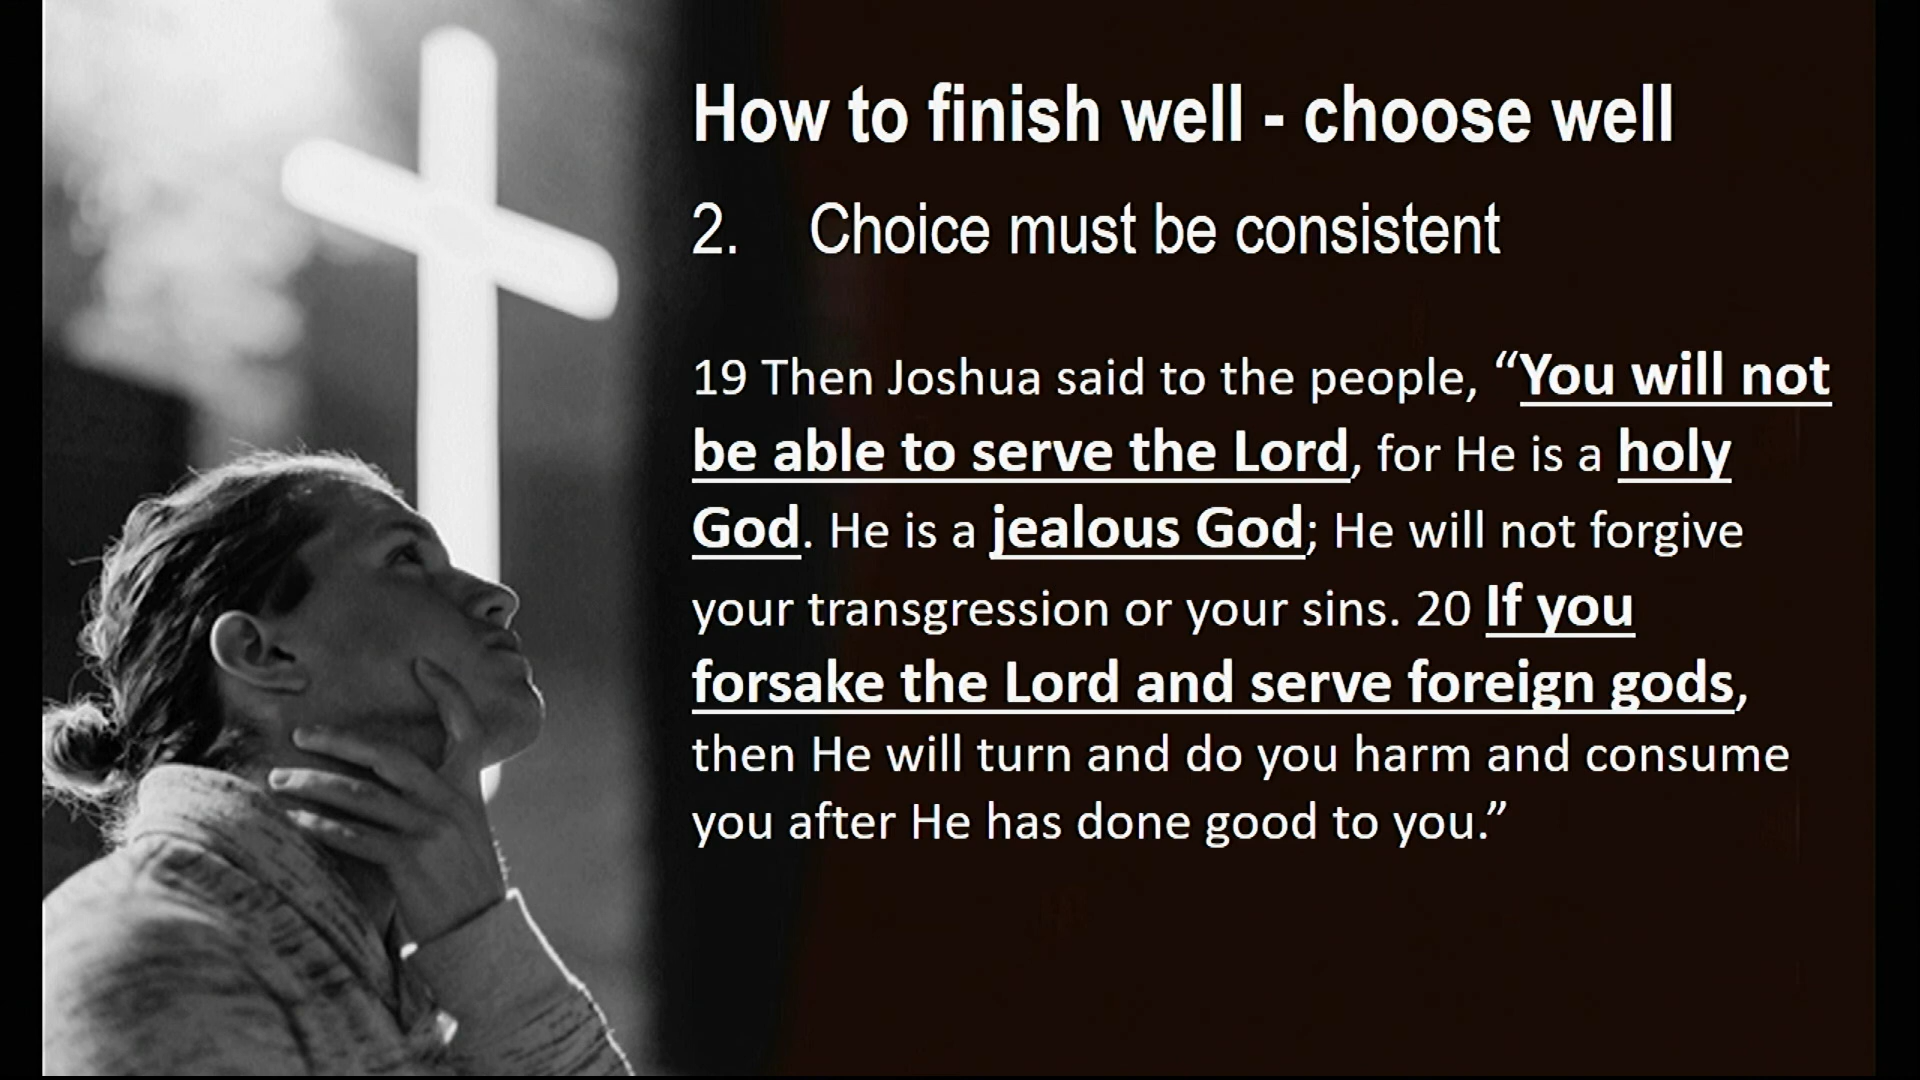 How to finish well - choose well
2. Choice must be consistent
19 Then Joshua said to the people, “You will not
be able to serve the Lord, for He is a holy
God. He is a jealous God; He will not forgive
your transgression or your sins. 20 If you
forsake the Lord and serve foreign gods,
then He will turn and do you harm and consume
you after He has done good to you.”